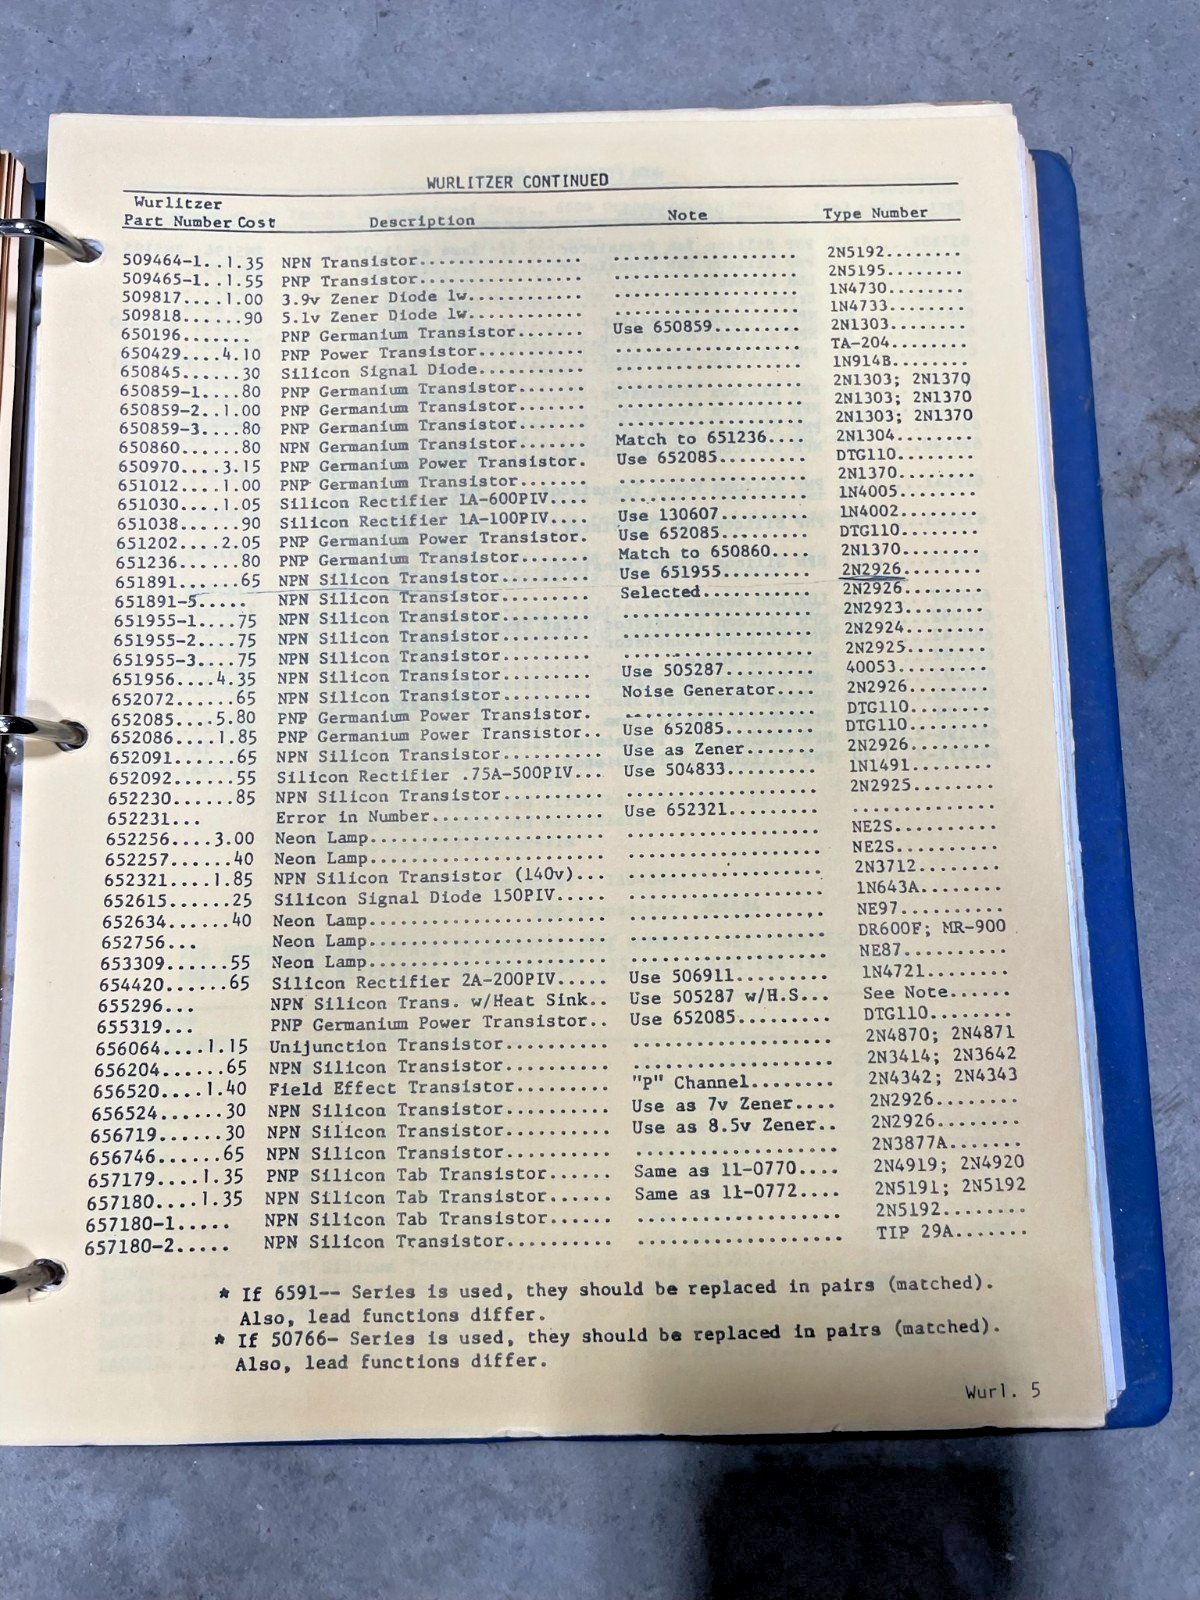 WURLITZER CONTINUED
Wurlitzer
Part Number Cost Description Note Type Number
509464-1..1.35 NPN Transistor.................. .................... 2N5192........
509465-1..1.55 PNP Transistor.................. .................... 2N5195........
509817....1.00 3.9v Zener Diode 1w............. .................... 1N4730........
509818......90 5.1v Zener Diode 1w............. .................... 1N4733........
650196....... PNP Germanium Transistor....... Use 650859......... 2N1303........
650429....4.10 PNP Power Transistor........... .................... TA-204........
650845......30 Silicon Signal Diode........... .................... 1N914B........
650859-1....80 PNP Germanium Transistor....... .................... 2N1303; 2N1370
650859-2..1.00 PNP Germanium Transistor....... .................... 2N1303; 2N1370
650859-3....80 PNP Germanium Transistor....... .................... 2N1303; 2N1370
650860......80 NPN Germanium Transistor....... Match to 651236.... 2N1304........
650970....3.15 PNP Germanium Power Transistor. Use 652085......... DTG110........
651012....1.00 PNP Germanium Transistor....... .................... 2N1370........
651030....1.05 Silicon Rectifier 1A-600PIV.... .................... 1N4005........
651038......90 Silicon Rectifier 1A-100PIV.... Use 130607......... 1N4002........
651202....2.05 PNP Germanium Power Transistor. Use 652085......... DTG110........
651236......80 PNP Germanium Transistor....... Match to 650860.... 2N1370........
651891......65 NPN Silicon Transistor......... Use 651955......... 2N2926........
651891-5..... NPN Silicon Transistor......... Selected........... 2N2926........
651955-1....75 NPN Silicon Transistor......... .................... 2N2923........
651955-2....75 NPN Silicon Transistor......... .................... 2N2924........
651955-3....75 NPN Silicon Transistor......... .................... 2N2925........
651956....4.35 NPN Silicon Transistor......... Use 505287......... 40053.........
652072......65 NPN Silicon Transistor......... Noise Generator.... 2N2926........
652085....5.80 PNP Germanium Power Transistor. .................... DTG110........
652086....1.85 PNP Germanium Power Transistor.. Use 652085......... DTG110........
652091......65 NPN Silicon Transistor.......... Use as Zener....... 2N2926........
652092......55 Silicon Rectifier .75A-500PIV... Use 504833......... 1N1491........
652230......85 NPN Silicon Transistor.......... .................... 2N2925........
652231... Error in Number................. Use 652321......... ..............
652256....3.00 Neon Lamp....................... .................... NE2S..........
652257......40 Neon Lamp....................... .................... NE2S..........
652321....1.85 NPN Silicon Transistor (140v)... .................... 2N3712........
652615......25 Silicon Signal Diode 150PIV..... .................... 1N643A........
652634......40 Neon Lamp....................... .................... NE97..........
652756... Neon Lamp....................... .................... DR600F; MR-900
653309......55 Neon Lamp....................... .................... NE87..........
654420......65 Silicon Rectifier 2A-200PIV..... Use 506911......... 1N4721........
655296... NPN Silicon Trans. w/Heat Sink.. Use 505287 w/H.S... See Note......
655319... PNP Germanium Power Transistor.. Use 652085......... DTG110........
656064....1.15 Unijunction Transistor.......... .................... 2N4870; 2N4871
656204......65 NPN Silicon Transistor.......... .................... 2N3414; 2N3642
656520....1.40 Field Effect Transistor......... "P" Channel........ 2N4342; 2N4343
656524......30 NPN Silicon Transistor.......... Use as 7v Zener.... 2N2926........
656719......30 NPN Silicon Transistor.......... Use as 8.5v Zener.. 2N2926........
656746......65 NPN Silicon Transistor.......... .................... 2N3877A.......
657179....1.35 PNP Silicon Tab Transistor...... Same as 11-0770.... 2N4919; 2N4920
657180....1.35 NPN Silicon Tab Transistor...... Same as 11-0772.... 2N5191; 2N5192
657180-1..... NPN Silicon Tab Transistor...... .................... 2N5192........
657180-2..... NPN Silicon Transistor.......... .................... TIP 29A.......
* If 6591-- Series is used, they should be replaced in pairs (matched).
Also, lead functions differ.
* If 50766- Series is used, they should be replaced in pairs (matched).
Also, lead functions differ.
Wurl. 5